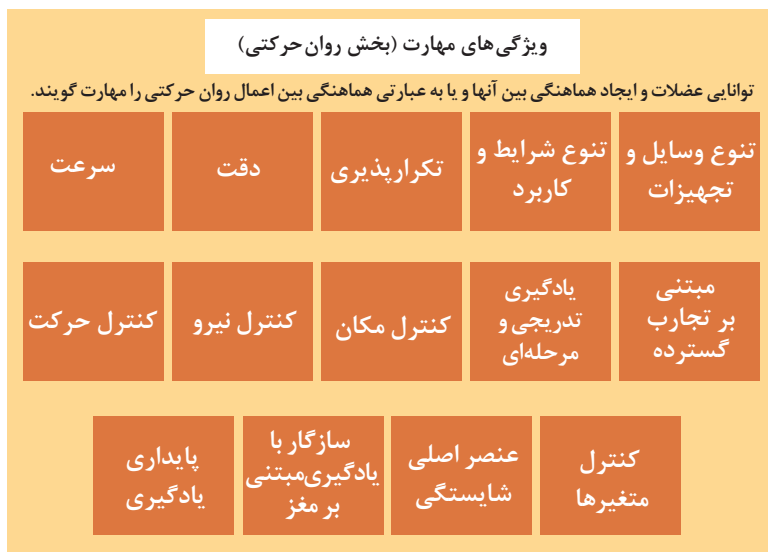 ویژگی‌های مهارت (بخش روان‌حرکتی)
توانایی عضلات و ایجاد هماهنگی بین آنها و یا به عبارتی هماهنگی بین اعمال روان حرکتی را مهارت گویند.
تنوع وسایل و
تجهیزات
تنوع شرایط و
کاربرد
تکرارپذیری
دقت
سرعت
مبتنی
بر تجارب
گسترده
یادگیری
تدریجی و
مرحله‌ای
کنترل مکان
کنترل نیرو
کنترل حرکت
کنترل
متغیرها
عنصر اصلی
شایستگی
سازگار با
یادگیری‌مبتنی
بر مغز
پایداری
یادگیری